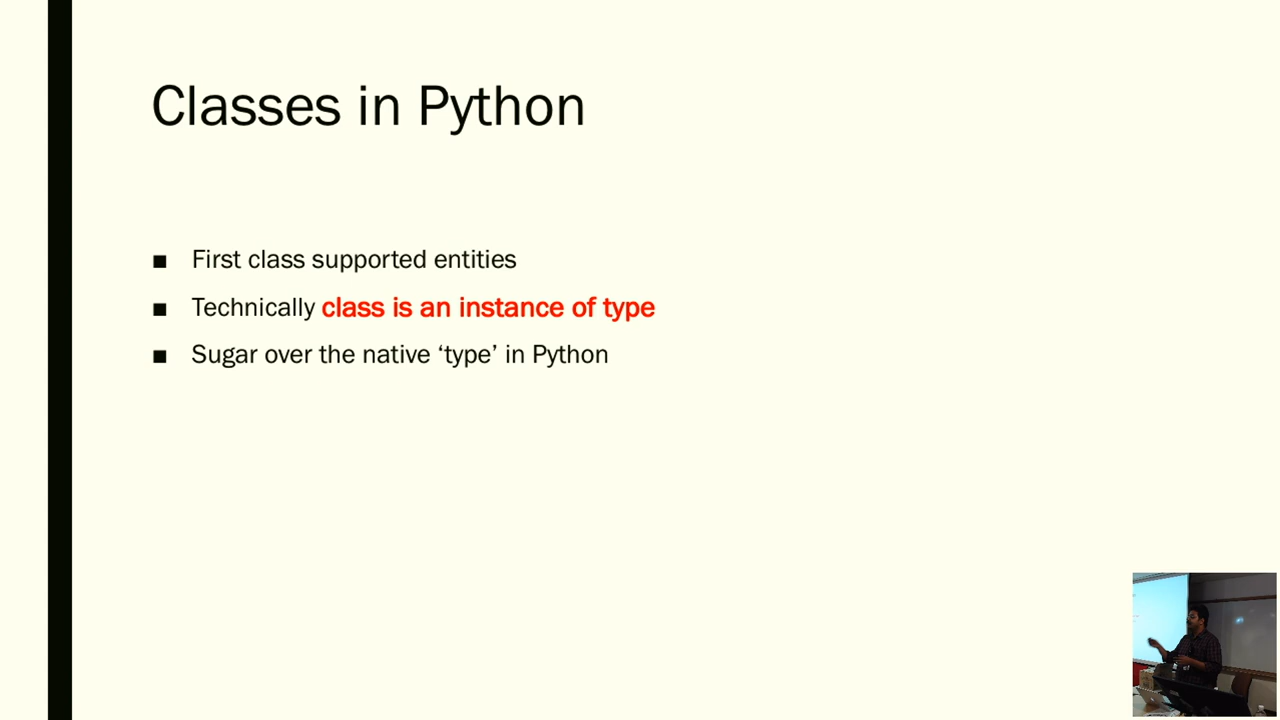 Classes in Python
First class supported entities
Technically class is an instance of type
Sugar over the native ‘type’ in Python